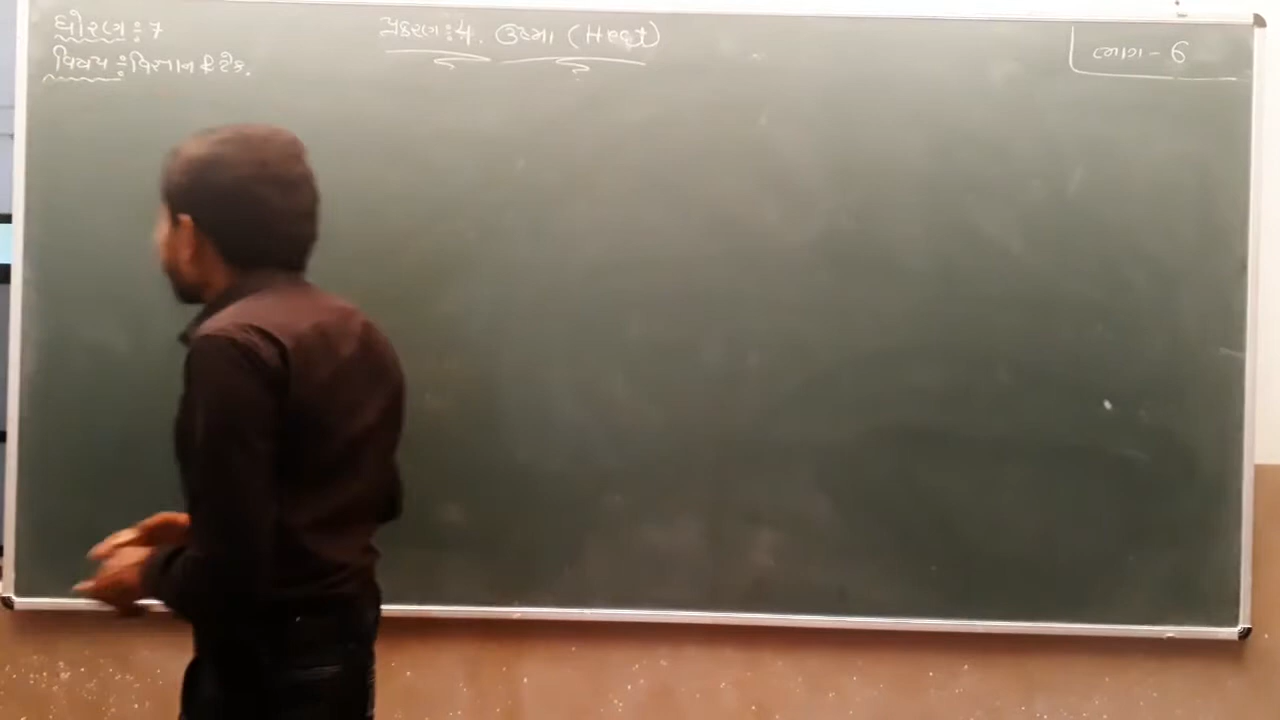 ધોરણ : 7
પ્રકરણ : 4. ઉષ્મા (Heat)
ભાગ - 6
વિષય : વિજ્ઞાન & ટેક.